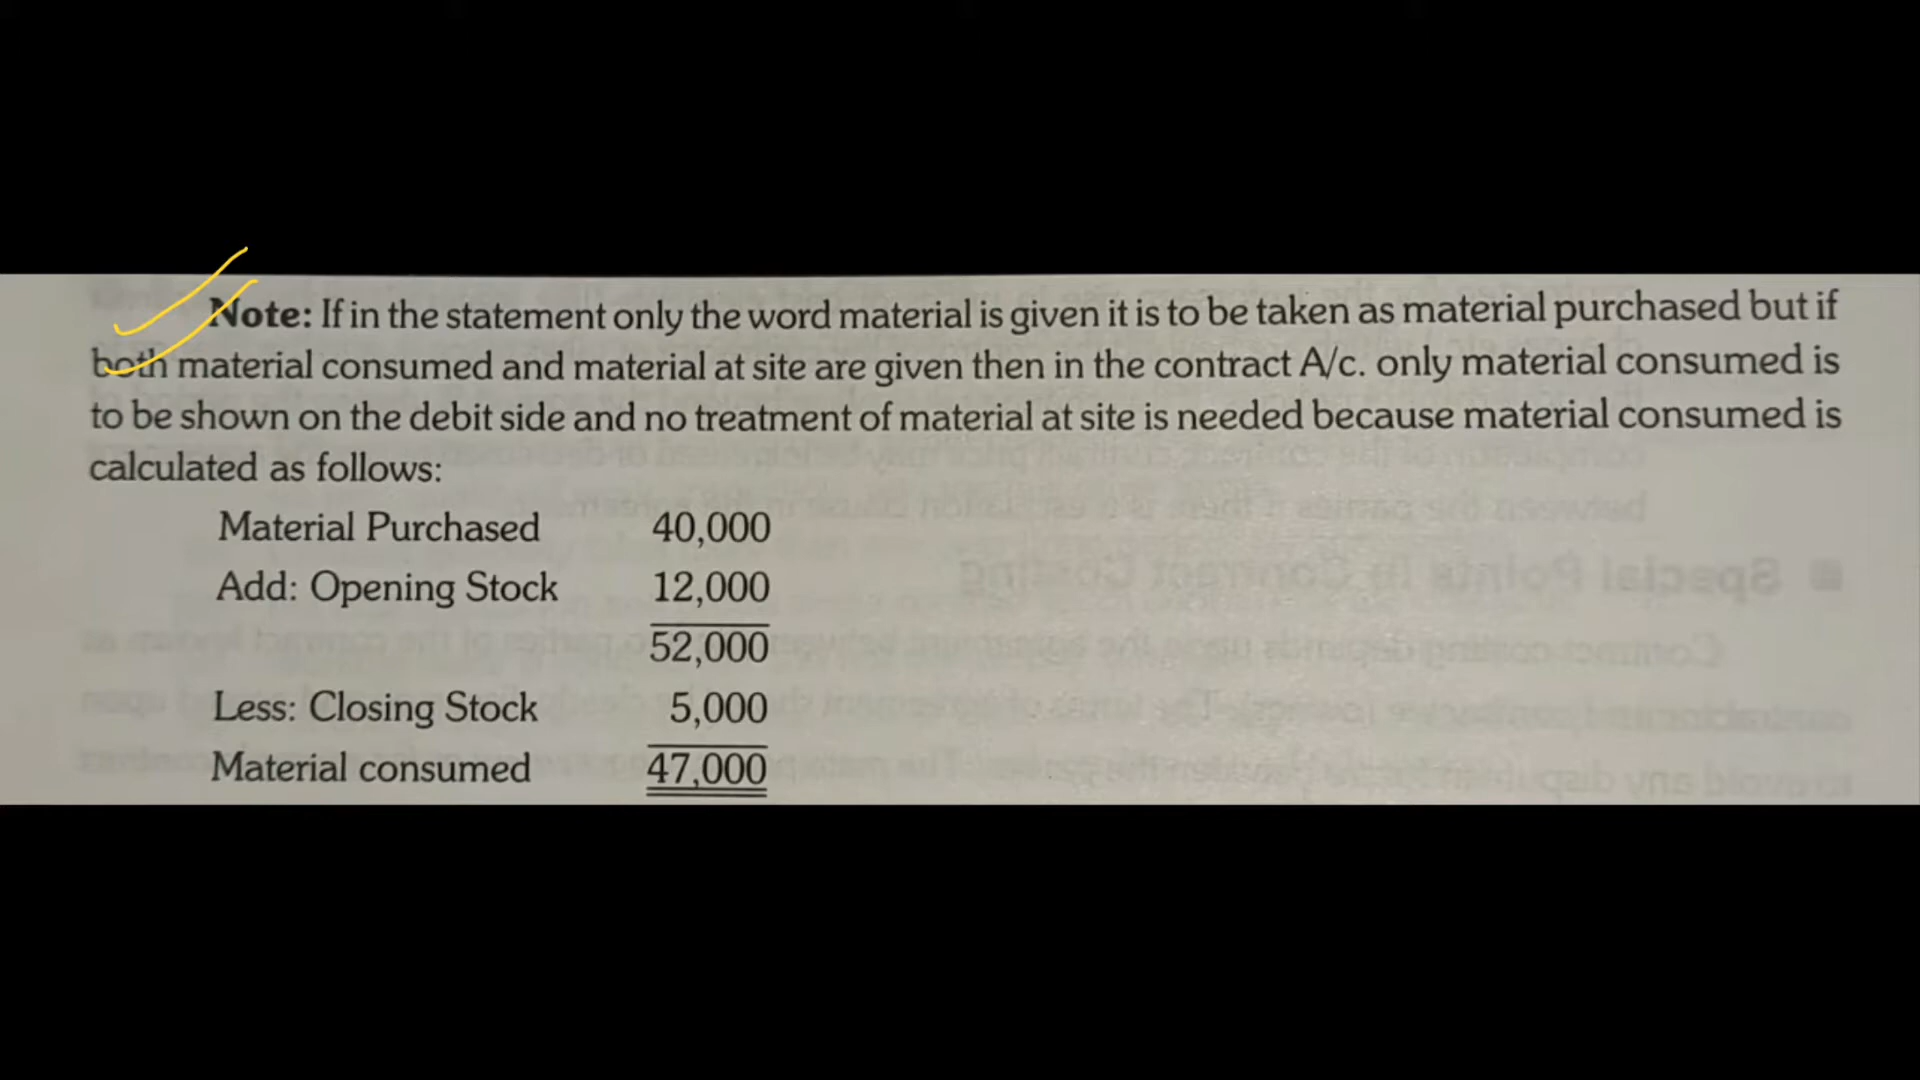 Note: If in the statement only the word material is given it is to be taken as material purchased but if
both material consumed and material at site are given then in the contract A/c. only material consumed is
to be shown on the debit side and no treatment of material at site is needed because material consumed is
calculated as follows:
Material Purchased 40,000
Add: Opening Stock 12,000
52,000
Less: Closing Stock 5,000
Material consumed 47,000